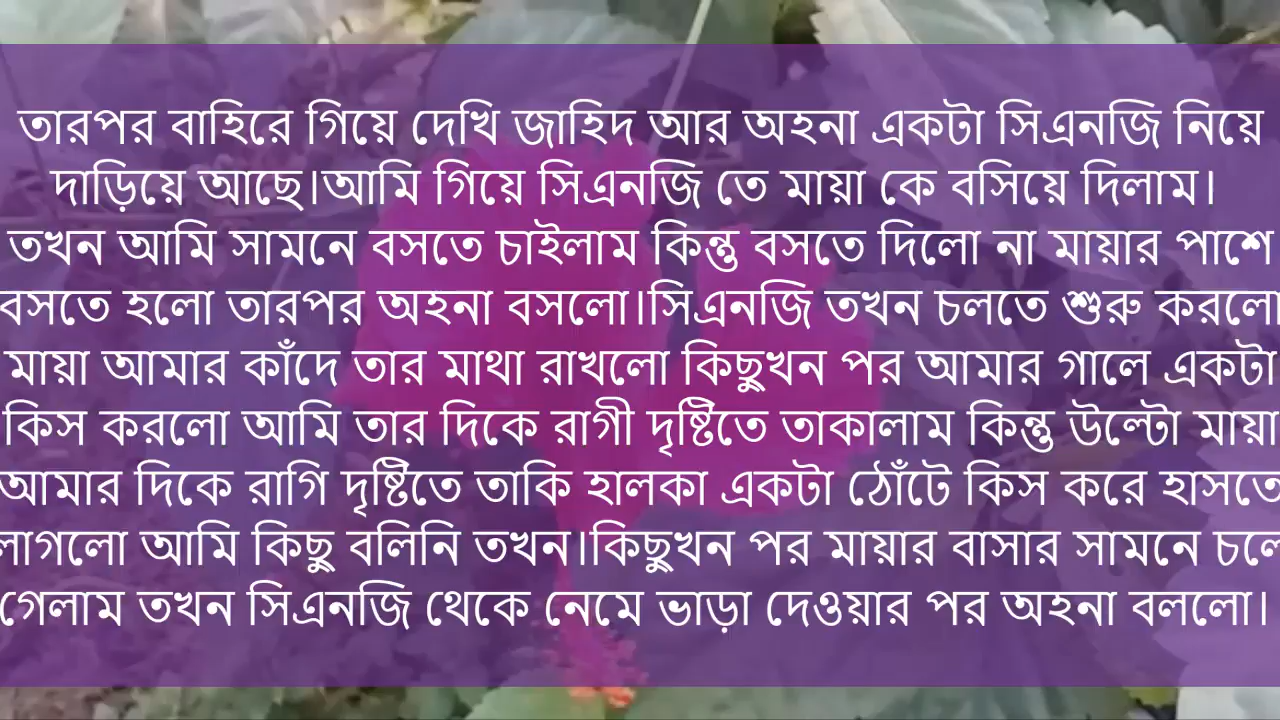 তারপর বাহিরে গিয়ে দেখি জাহিদ আর অহনা একটা সিএনজি নিয়ে
দাড়িয়ে আছে।আমি গিয়ে সিএনজি তে মায়া কে বসিয়ে দিলাম।
তখন আমি সামনে বসতে চাইলাম কিন্তু বসতে দিলো না মায়ার পাশে
বসতে হলো তারপর অহনা বসলো।সিএনজি তখন চলতে শুরু করলো
মায়া আমার কাঁদে তার মাথা রাখলো কিছুখন পর আমার গালে একটা
কিস করলো আমি তার দিকে রাগী দৃষ্টিতে তাকালাম কিন্তু উল্টো মায়া
আমার দিকে রাগি দৃষ্টিতে তাকি হালকা একটা ঠোঁটে কিস করে হাসতে
লাগলো আমি কিছু বলিনি তখন।কিছুখন পর মায়ার বাসার সামনে চলে
গেলাম তখন সিএনজি থেকে নেমে ভাড়া দেওয়ার পর অহনা বললো।